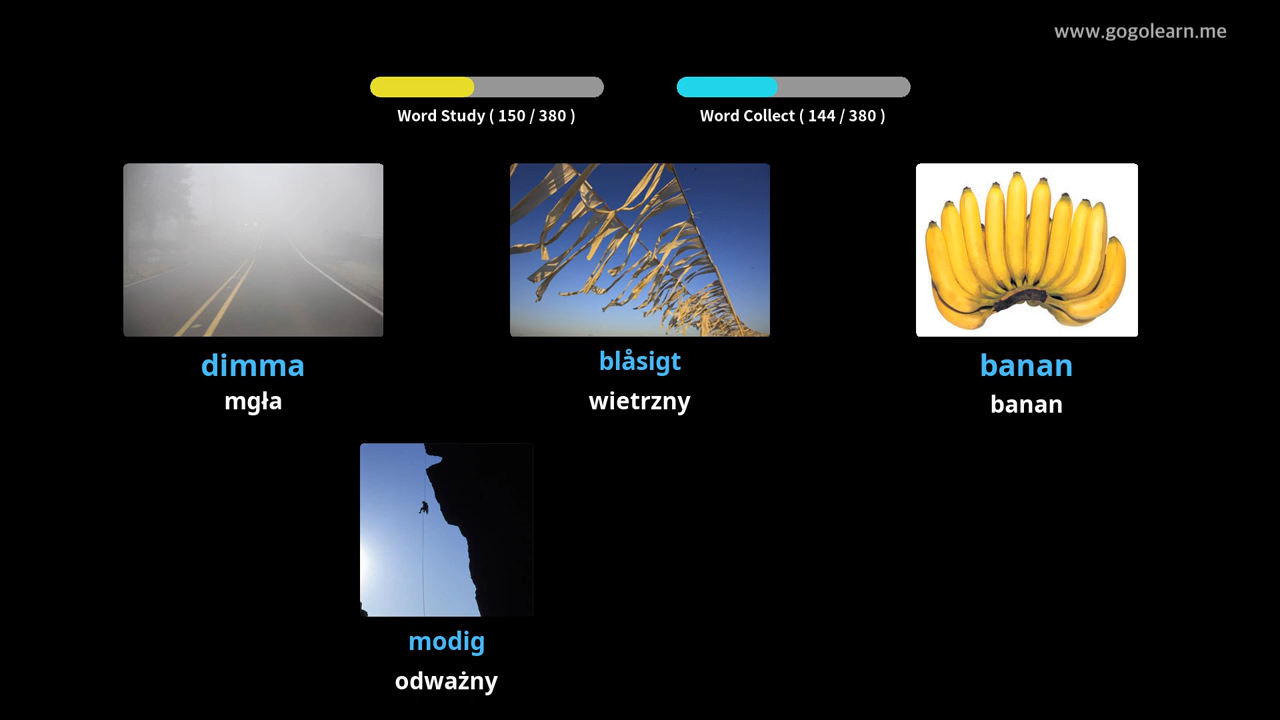 www.gogolearn.me
Word Study ( 150 / 380 )
Word Collect ( 144 / 380 )
dimma
mgła
blåsigt
wietrzny
banan
banan
modig
odważny